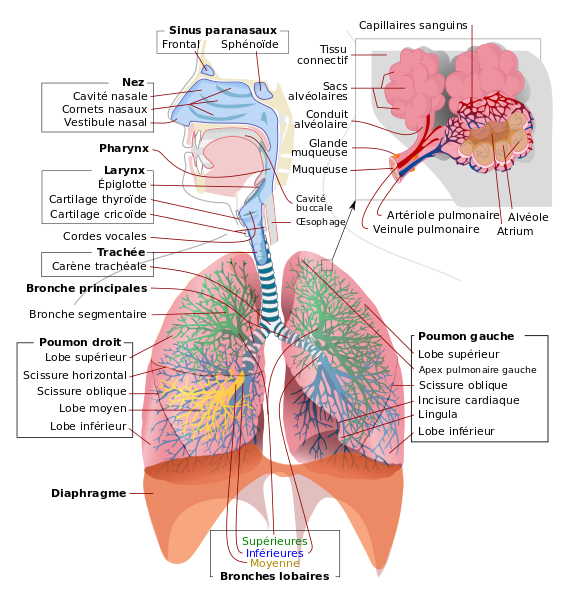 Sinus paranasaux
Frontal
Sphénoïde
Nez
Cavité nasale
Cornets nasaux
Vestibule nasal
Pharynx
Larynx
Épiglotte
Cartilage thyroïde
Cartilage cricoïde
Cordes vocales
Trachée
Carène trachéale
Bronche principales
Bronche segmentaire
Poumon droit
Lobe supérieur
Scissure horizontal
Scissure oblique
Lobe moyen
Lobe inférieur
Diaphragme
Capillaires sanguins
Tissu
connectif
Sacs
alvéolaires
Conduit
alvéolaire
Glande
muqueuse
Muqueuse
Cavité
buccale
Œsophage
Artériole pulmonaire
Veinule pulmonaire
Alvéole
Atrium
Poumon gauche
Lobe supérieur
Apex pulmonaire gauche
Scissure oblique
Incisure cardiaque
Lingula
Lobe inférieur
Supérieures
Inférieures
Moyenne
Bronches lobaires